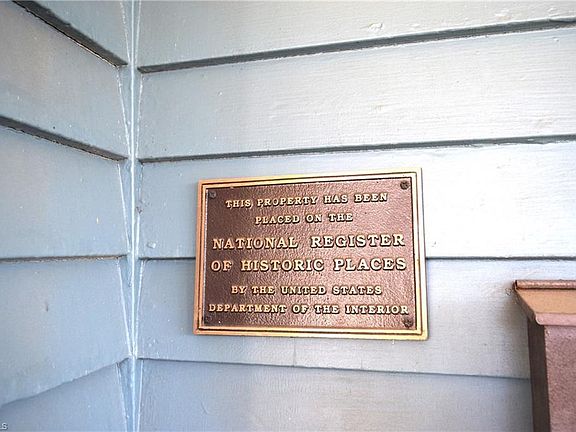 THIS PROPERTY HAS BEEN
PLACED ON THE
NATIONAL REGISTER
OF HISTORIC PLACES
BY THE UNITED STATES
DEPARTMENT OF THE INTERIOR